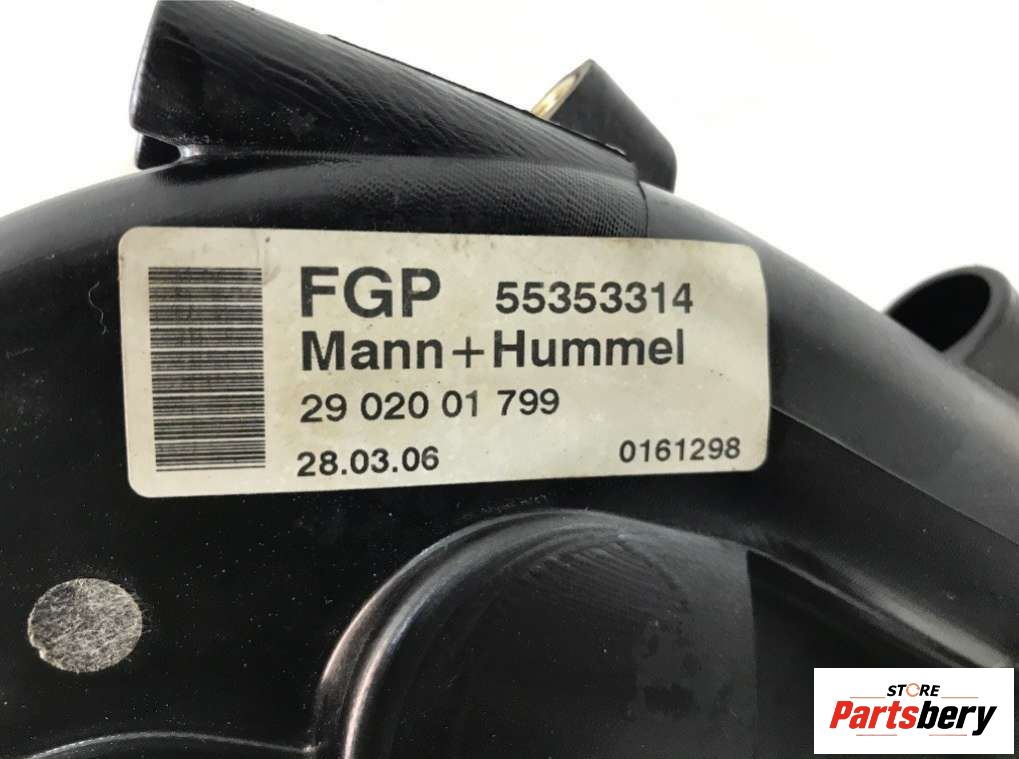 FGP 55353314
Mann+Hummel
29 020 01 799
28.03.06 0161298
STORE
Partsbery